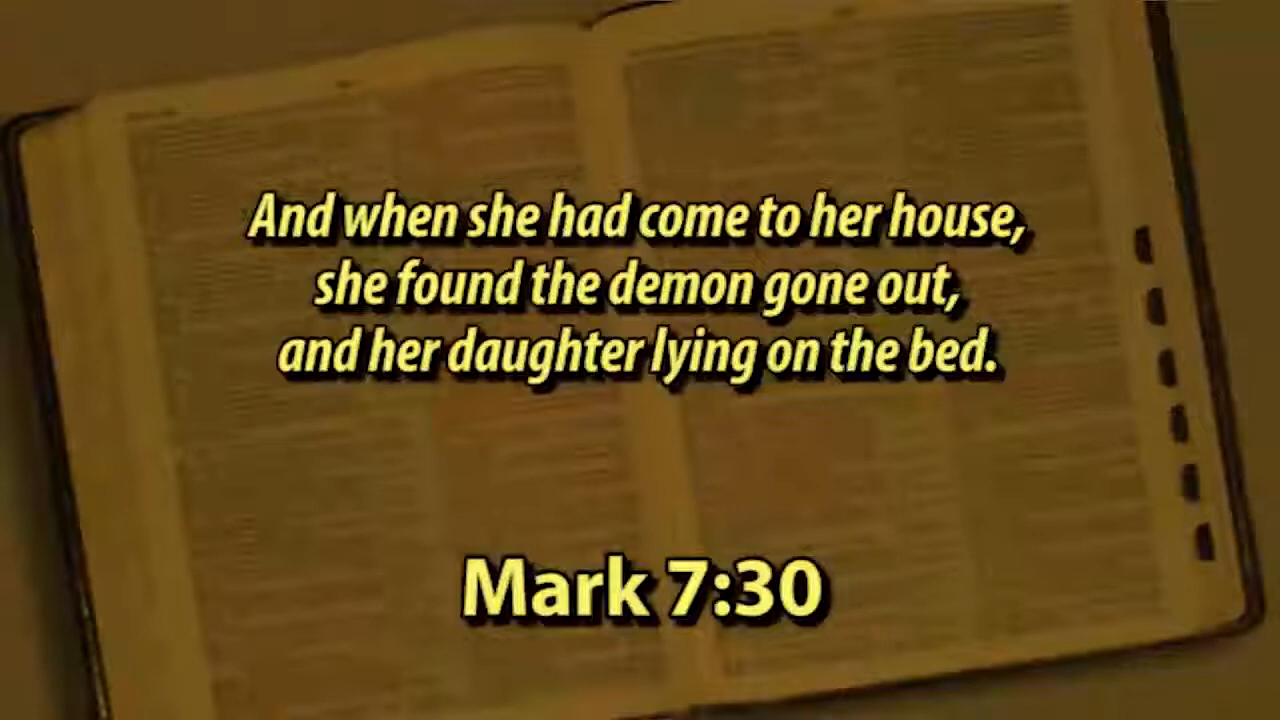 And when she had come to her house,
she found the demon gone out,
and her daughter lying on the bed.
Mark 7:30